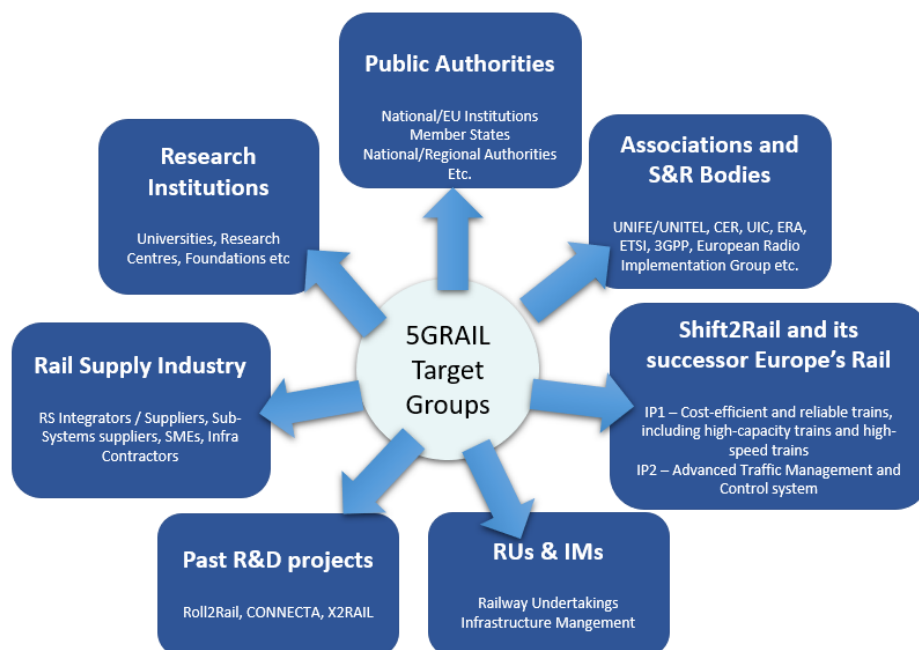 Public Authorities
National/EU Institutions
Member States
National/Regional Authorities
Etc.
Research
Institutions
Universities, Research
Centres, Foundations etc
Associations and
S&R Bodies
UNIFE/UNITEL, CER, UIC, ERA,
ETSI, 3GPP, European Radio
Implementation Group etc.
5GRAIL
Target
Groups
Rail Supply Industry
RS Integrators / Suppliers, Sub-
Systems suppliers, SMEs, Infra
Contractors
Shift2Rail and its
successor Europe's Rail
IP1 – Cost-efficient and reliable trains,
including high-capacity trains and high-
speed trains
IP2 – Advanced Traffic Management and
Control system
Past R&D projects
Roll2Rail, CONNECTA, X2RAIL
RUs & IMs
Railway Undertakings
Infrastructure Mangement